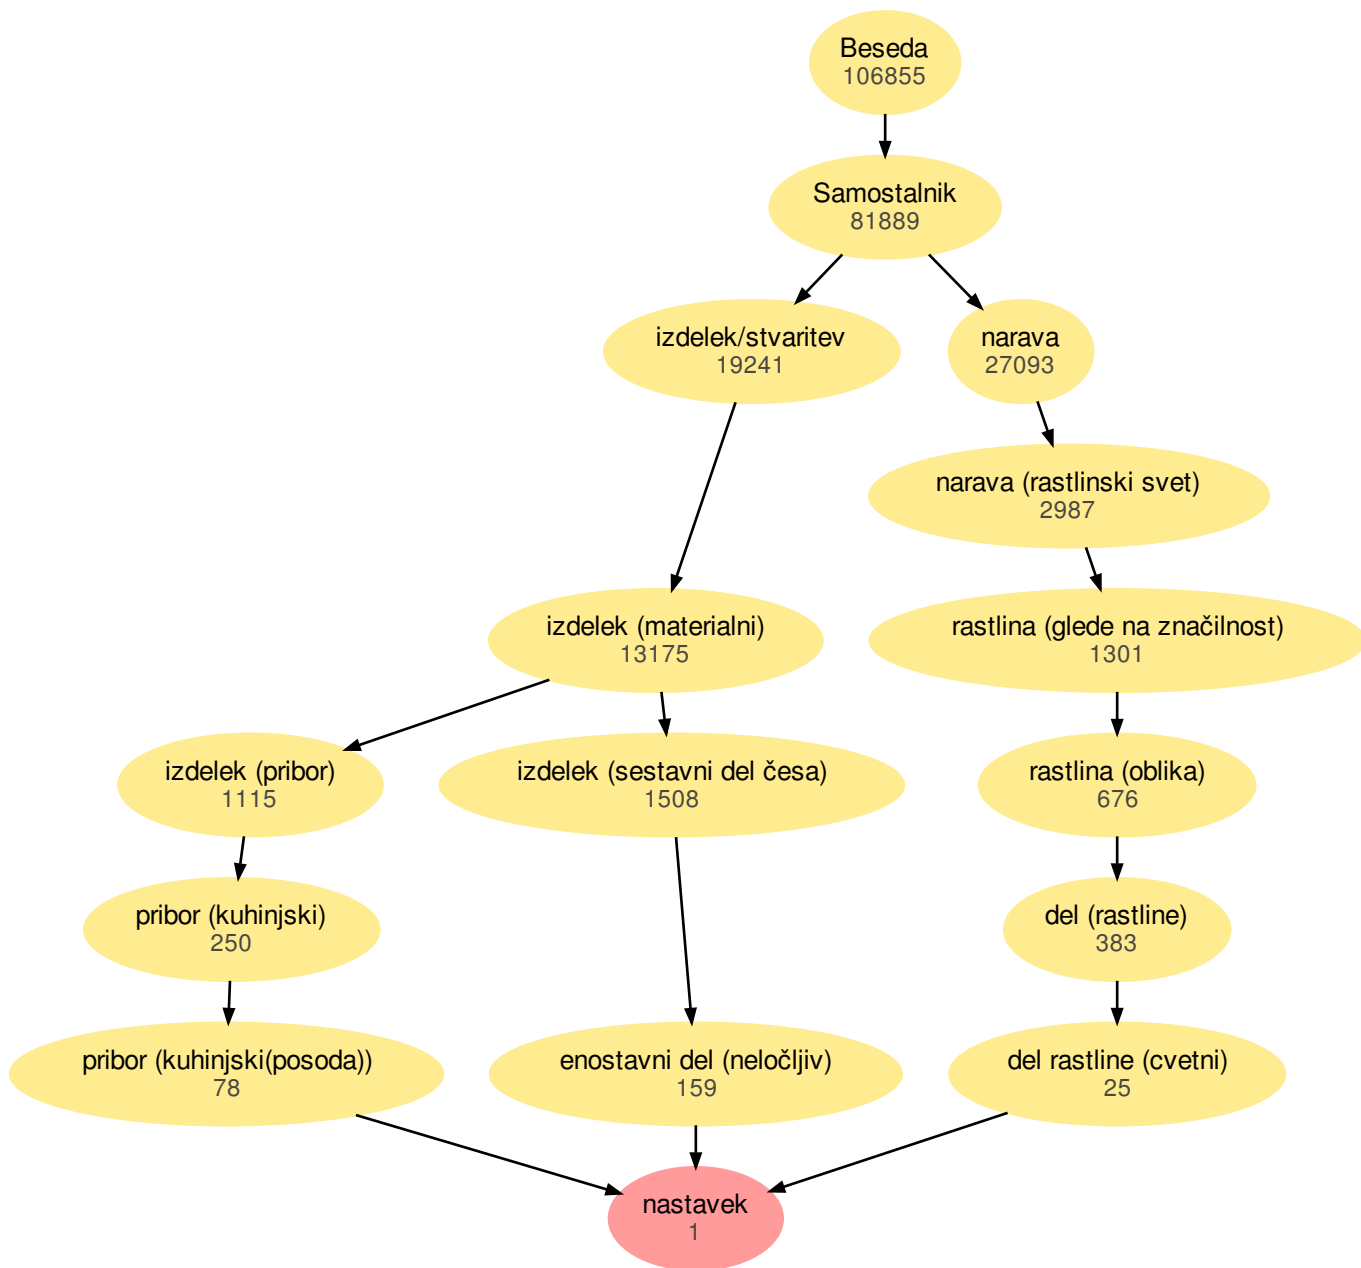 Beseda
106855
Samostalnik
81889
izdelek/stvaritev
19241
narava
27093
narava (rastlinski svet)
2987
izdelek (materialni)
13175
rastlina (glede na značilnost)
1301
izdelek (pribor)
1115
izdelek (sestavni del česa)
1508
rastlina (oblika)
676
pribor (kuhinjski)
250
del (rastline)
383
pribor (kuhinjski(posoda))
78
enostavni del (neločljiv)
159
del rastline (cvetni)
25
nastavek
1